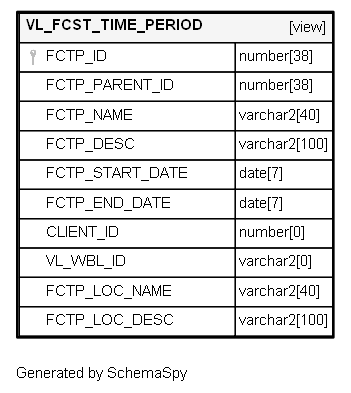 VL_FCST_TIME_PERIOD [view]
FCTP_ID number[38]
FCTP_PARENT_ID number[38]
FCTP_NAME varchar2[40]
FCTP_DESC varchar2[100]
FCTP_START_DATE date[7]
FCTP_END_DATE date[7]
CLIENT_ID number[0]
VL_WBL_ID varchar2[0]
FCTP_LOC_NAME varchar2[40]
FCTP_LOC_DESC varchar2[100]
Generated by SchemaSpy